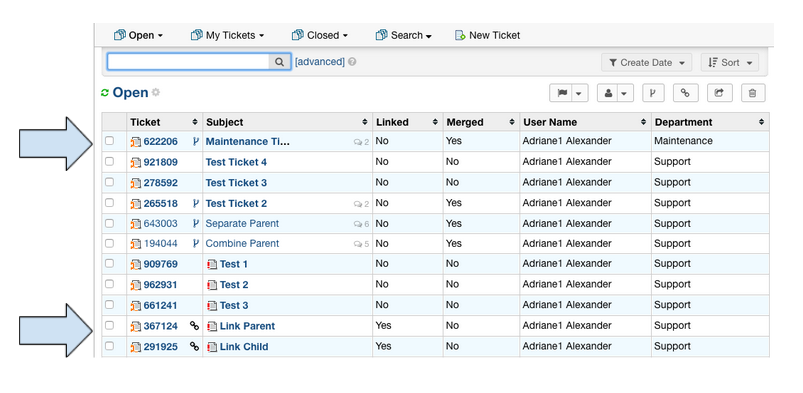 Open My Tickets Closed Search New Ticket
[advanced] Create Date Sort
Open
Ticket Subject Linked Merged User Name Department
622206 Maintenance Ti... 2 No Yes Adriane1 Alexander Maintenance
921809 Test Ticket 4 No No Adriane1 Alexander Support
278592 Test Ticket 3 No No Adriane1 Alexander Support
265518 Test Ticket 2 2 No Yes Adriane1 Alexander Support
643003 Separate Parent 6 No Yes Adriane1 Alexander Support
194044 Combine Parent 5 No Yes Adriane1 Alexander Support
909769 Test 1 No No Adriane1 Alexander Support
962931 Test 2 No No Adriane1 Alexander Support
661241 Test 3 No No Adriane1 Alexander Support
367124 Link Parent Yes No Adriane1 Alexander Support
291925 Link Child Yes No Adriane1 Alexander Support